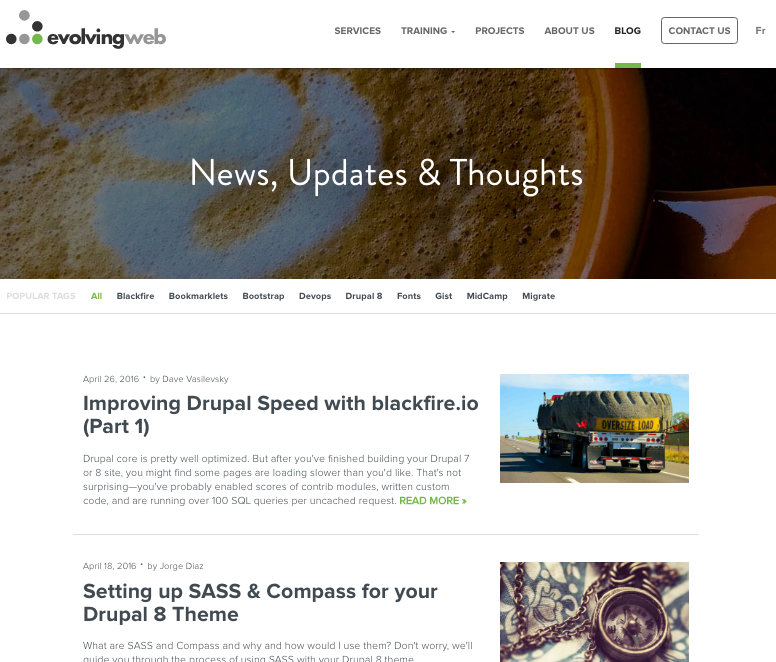 evolvingweb
SERVICES TRAINING PROJECTS ABOUT US BLOG CONTACT US Fr
News, Updates & Thoughts
POPULAR TAGS All Blackfire Bookmarklets Bootstrap Devops Drupal 8 Fonts Gist MidCamp Migrate
April 26, 2016 • by Dave Vasilevsky
Improving Drupal Speed with blackfire.io
(Part 1)
Drupal core is pretty well optimized. But after you've finished building your Drupal 7
or 8 site, you might find some pages are loading slower than you'd like. That's not
surprising—you've probably enabled scores of contrib modules, written custom
code, and are running over 100 SQL queries per uncached request. READ MORE »
OVERSIZE LOAD
April 18, 2016 • by Jorge Diaz
Setting up SASS & Compass for your
Drupal 8 Theme
What are SASS and Compass and why and how would I use them? Don't worry, we'll
guide you through the process of using SASS with your Drupal 8 theme.